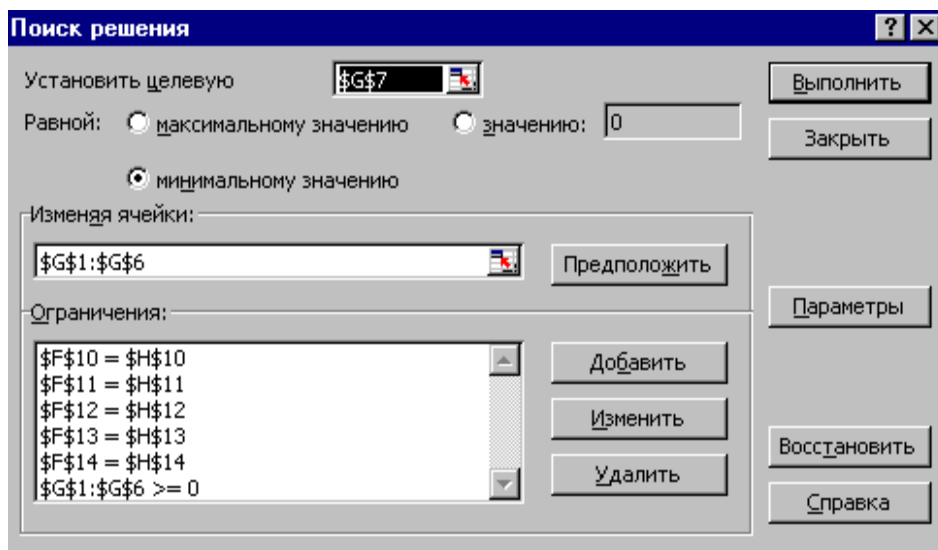 Поиск решения
Установить целевую $G$7 Выполнить
Равной: максимальному значению значению: 0 Закрыть
минимальному значению
Изменяя ячейки:
$G$1:$G$6 Предположить
Ограничения: Параметры
$F$10 = $H$10 Добавить
$F$11 = $H$11
$F$12 = $H$12 Изменить
$F$13 = $H$13
$F$14 = $H$14 Удалить Восстановить
$G$1:$G$6 >= 0
Справка